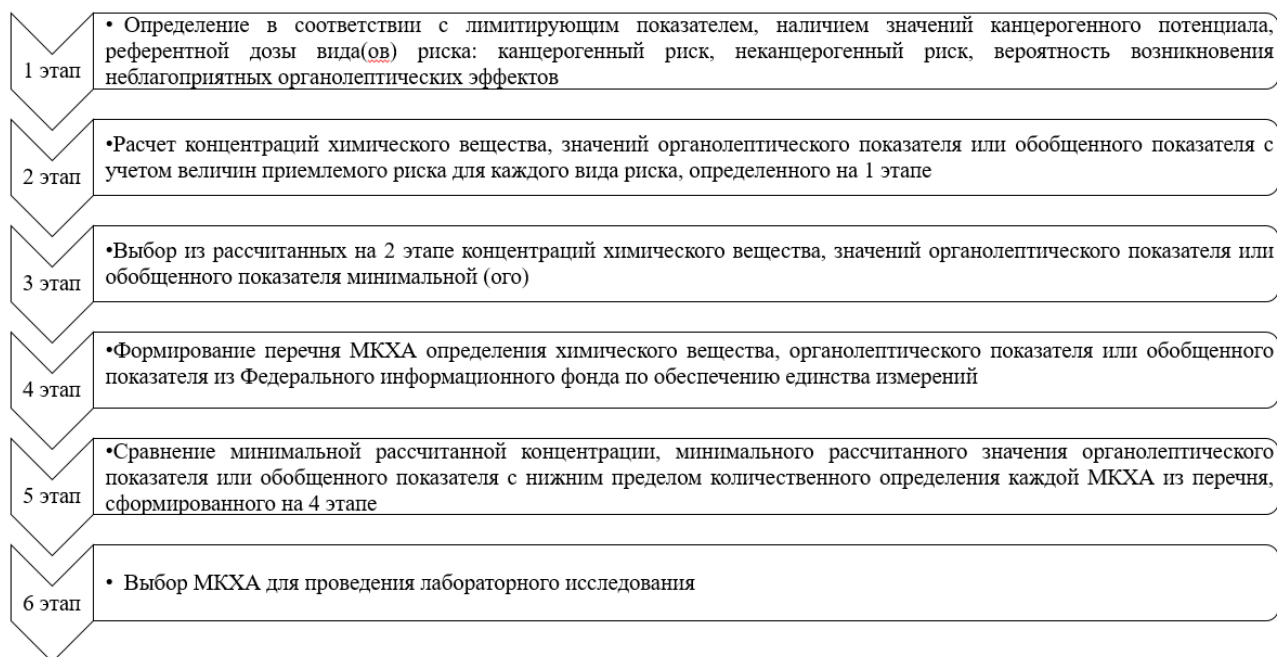 1 этап
• Определение в соответствии с лимитирующим показателем, наличием значений канцерогенного потенциала,
референтной дозы вида(ов) риска: канцерогенный риск, неканцерогенный риск, вероятность возникновения
неблагоприятных органолептических эффектов
2 этап
•Расчет концентраций химического вещества, значений органолептического показателя или обобщенного показателя с
учетом величин приемлемого риска для каждого вида риска, определенного на 1 этапе
3 этап
•Выбор из рассчитанных на 2 этапе концентраций химического вещества, значений органолептического показателя или
обобщенного показателя минимальной (ого)
4 этап
•Формирование перечня МКХА определения химического вещества, органолептического показателя или обобщенного
показателя из Федерального информационного фонда по обеспечению единства измерений
5 этап
•Сравнение минимальной рассчитанной концентрации, минимального рассчитанного значения органолептического
показателя или обобщенного показателя с нижним пределом количественного определения каждой МКХА из перечня,
сформированного на 4 этапе
6 этап
• Выбор МКХА для проведения лабораторного исследования